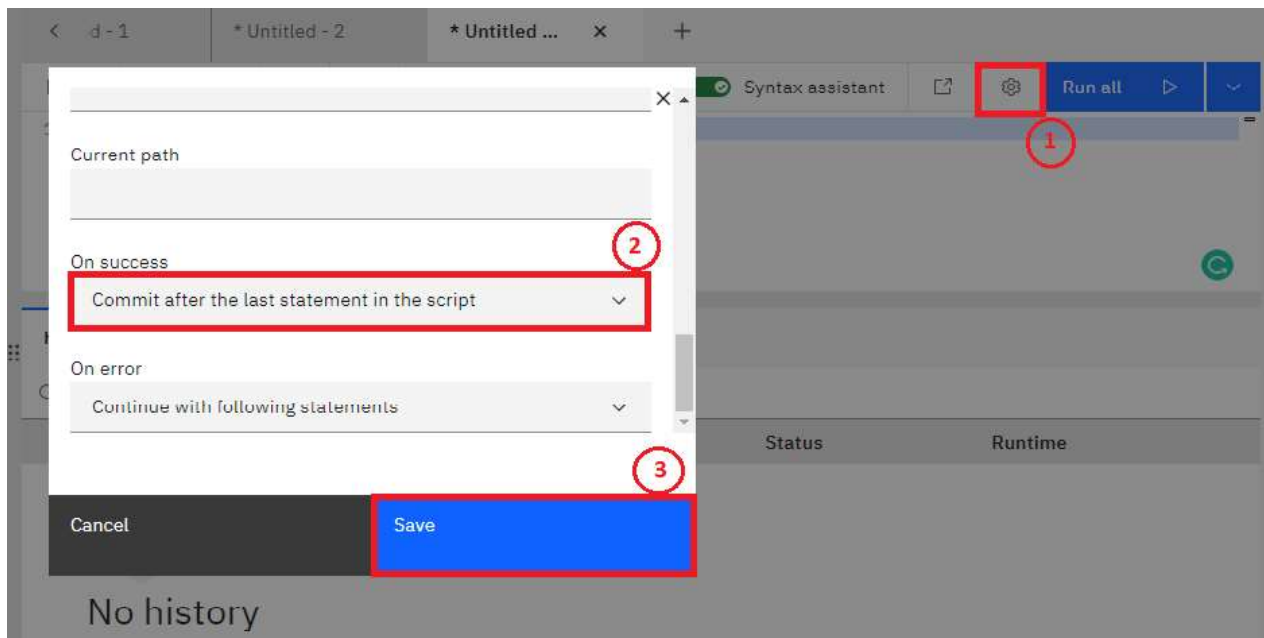 d - 1
* Untitled - 2
* Untitled ...
Syntax assistant
Run all
1
Current path
2
On success
Commit after the last statement in the script
On error
Continue with following statements
Status
Runtime
3
Cancel
Save
No history